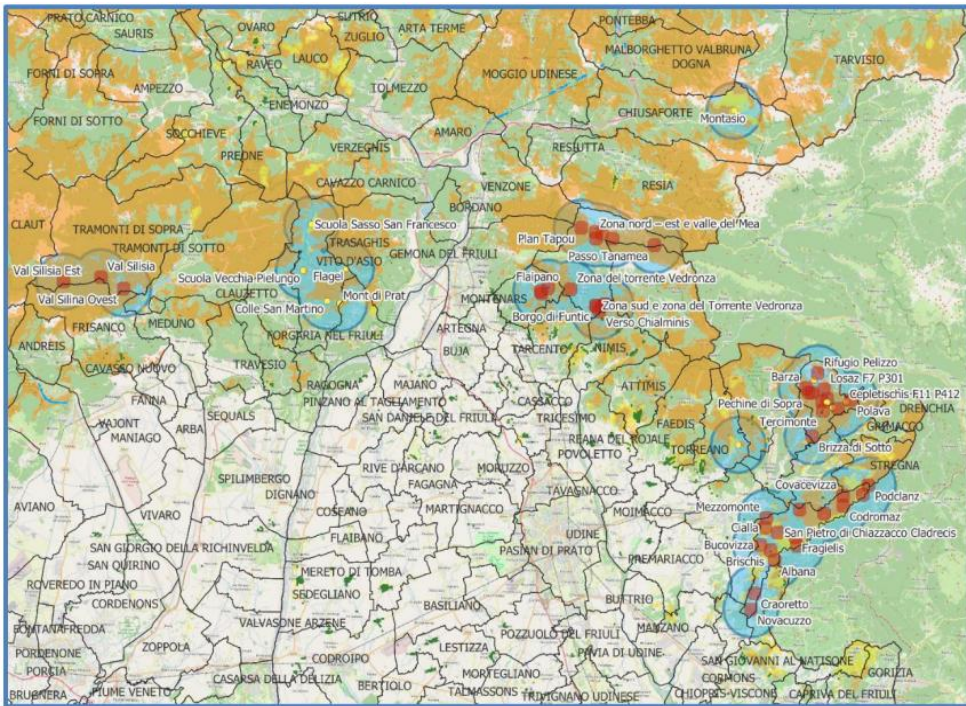 PRATO CARNICO
SAURIS
OVARO
SUTRIO
ZUGLIO
ARTA TERME
PONTEBBA
MALBORGHETTO VALBRUNA
DOGNA
TARVISIO
RAVEO
LAUCO
FORNI DI SOPRA
AMPEZZO
ENEMONZO
TOLMEZZO
MOGGIO UDINESE
CHIUSAFORTE
Montasio
FORNI DI SOTTO
SOCCHIEVE
AMARO
PREONE
VERZEGNIS
RESIUTTA
CAVAZZO CARNICO
VENZONE
RESIA
BORDANO
CLAUT
TRAMONTI DI SOPRA
Scuola Sasso San Francesco
Zona nord – est e valle del Mea
TRAMONTI DI SOTTO
TRASAGHIS
Plan Tapou
VITO D'ASIO
GEMONA DEL FRIULI
Passo Tanamea
Val Silisia Est
Val Silisia
Scuola Vecchia Pielungo
Flagel
Flaipano
Zona del torrente Vedronza
CLAUZETTO
Mont di Prat
MONTENARS
Val Silina Ovest
Colle San Martino
Borgo di Funtic
Zona sud e zona del Torrente Vedronza
FRISANCO
MEDUNO
FORGARIA NEL FRIULI
ARTEGNA
Verso Chialminis
ANDREIS
BUJA
TARCENTO
NIMIS
CAVASSO NUOVO
TRAVESIO
Rifugio Pelizzo
RAGOGNA
MAJANO
ATTIMIS
Barza
Losaz F7 P301
FANNA
PINZANO AL TAGLIAMENTO
CASSACCO
Cepletischis F11 P412
SEQUALS
SAN DANIELE DEL FRIULI
TRICESIMO
Pechine di Sopra
Polava
DRENCHIA
VAJONT
ARBA
REANA DEL ROJALE
FAEDIS
Tercimonte
GRIMACCO
MANIAGO
POVOLETTO
TORREANO
Brizza di Sotto
RIVE D'ARCANO
MORUZZO
STREGNA
SPILIMBERGO
FAGAGNA
Covacevizza
DIGNANO
TAVAGNACCO
Podclanz
AVIANO
VIVARO
COSEANO
MARTIGNACCO
MOIMACCO
Mezzomonte
Codromaz
Cialla
San Pietro di Chiazzacco Cladrecis
FLAIBANO
UDINE
SAN GIORGIO DELLA RICHINVELDA
PASIAN DI PRATO
Bucovizza
Fragielis
SAN QUIRINO
PREMARIACCO
Brischis
MERETO DI TOMBA
Albana
ROVEREDO IN PIANO
SEDEGLIANO
CORDENONS
BASILIANO
BUTTRIO
Craoretto
VALVASONE ARZENE
Novacuzzo
FONTANAFREDDA
POZZUOLO DEL FRIULI
MANZANO
PORDENONE
ZOPPOLA
LESTIZZA
PAVIA DI UDINE
PORCIA
CODROIPO
SAN GIOVANNI AL NATISONE
MORTEGLIANO
CORMONS
GORIZIA
BRUGNERA
FIUME VENETO
CASARSA DELLA DELIZIA
BERTIOLO
TALMASSONS
TRIVIGNANO UDINESE
CHIOPRIS-VISCONE
CAPRIVA DEL FRIULI